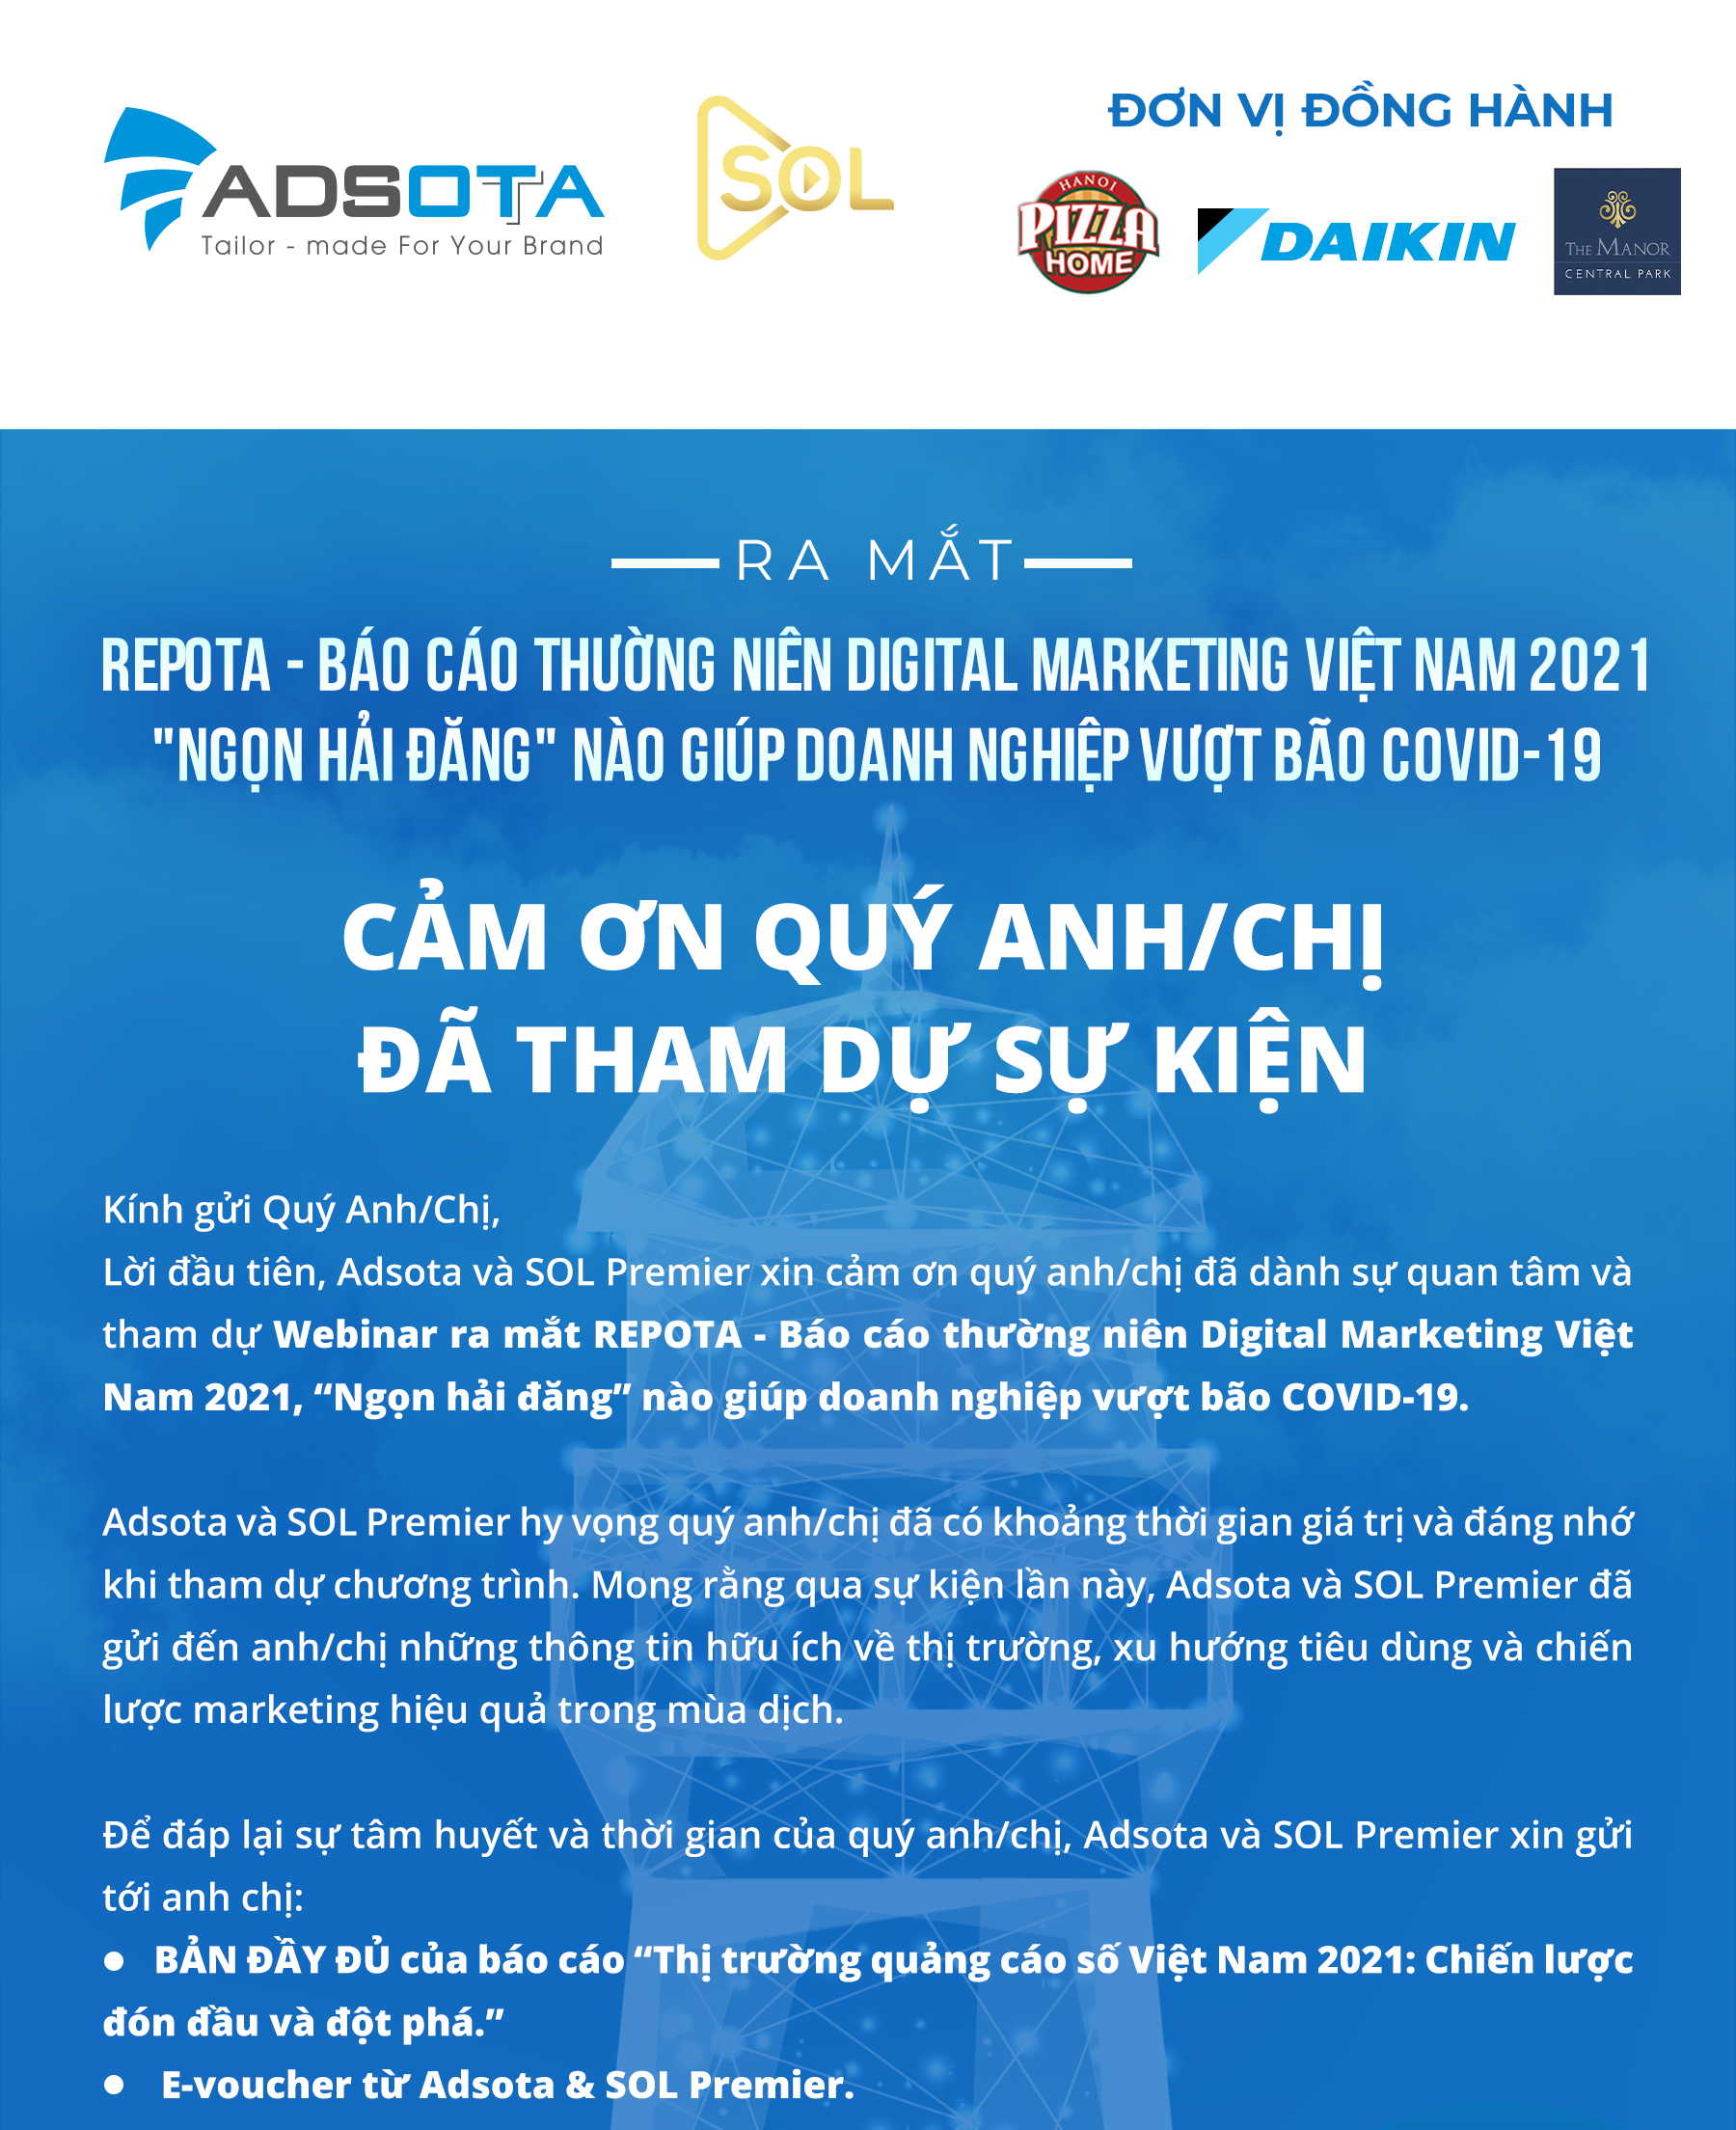 ADSOTA
Tailor - made For Your Brand
SOL
ĐƠN VỊ ĐỒNG HÀNH
HANOI
PIZZA
HOME
DAIKIN
THE MANOR
CENTRAL PARK
RA MẮT
REPOTA - BÁO CÁO THƯỜNG NIÊN DIGITAL MARKETING VIỆT NAM 2021
"NGỌN HẢI ĐĂNG" NÀO GIÚP DOANH NGHIỆP VƯỢT BÃO COVID-19
CẢM ƠN QUÝ ANH/CHỊ
ĐÃ THAM DỰ SỰ KIỆN
Kính gửi Quý Anh/Chị,
Lời đầu tiên, Adsota và SOL Premier xin cảm ơn quý anh/chị đã dành sự quan tâm và
tham dự Webinar ra mắt REPOTA - Báo cáo thường niên Digital Marketing Việt
Nam 2021, “Ngọn hải đăng” nào giúp doanh nghiệp vượt bão COVID-19.
Adsota và SOL Premier hy vọng quý anh/chị đã có khoảng thời gian giá trị và đáng nhớ
khi tham dự chương trình. Mong rằng qua sự kiện lần này, Adsota và SOL Premier đã
gửi đến anh/chị những thông tin hữu ích về thị trường, xu hướng tiêu dùng và chiến
lược marketing hiệu quả trong mùa dịch.
Để đáp lại sự tâm huyết và thời gian của quý anh/chị, Adsota và SOL Premier xin gửi
tới anh chị:
● BẢN ĐẦY ĐỦ của báo cáo “Thị trường quảng cáo số Việt Nam 2021: Chiến lược
đón đầu và đột phá.”
● E-voucher từ Adsota & SOL Premier.